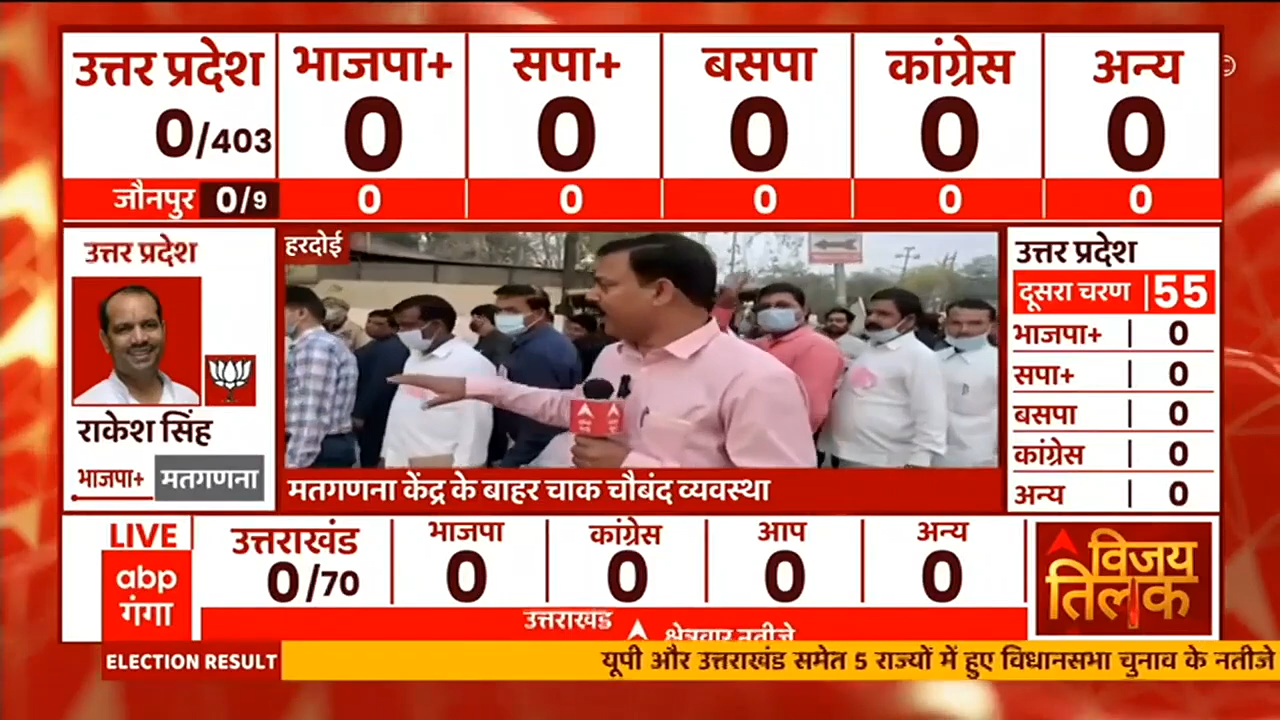 उत्तर प्रदेश
0/403
भाजपा+
0
सपा+
0
बसपा
0
कांग्रेस
0
अन्य
0
©
जौनपुर 0/9 0 0 0 0 0
उत्तर प्रदेश
राकेश सिंह
भाजपा+ मतगणना
हरदोई
मतगणना केंद्र के बाहर चाक चौबंद व्यवस्था
उत्तर प्रदेश
दूसरा चरण 55
भाजपा+ 0
सपा+ 0
बसपा 0
कांग्रेस 0
अन्य 0
LIVE
abp
गंगा
उत्तराखंड
0/70
भाजपा
0
कांग्रेस
0
आप
0
अन्य
0
उत्तराखंड
क्षेत्रवार नतीजे
विजय
तिलक
ELECTION RESULT
यूपी और उत्तराखंड समेत 5 राज्यों में हुए विधानसभा चुनाव के नतीजे